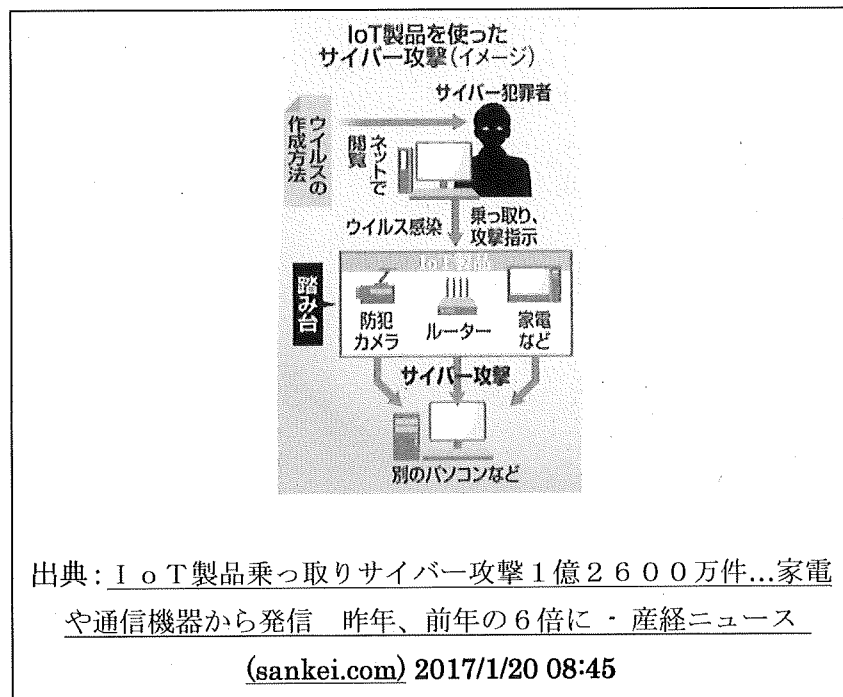 IoT製品を使った
サイバー攻撃(イメージ)
サイバー犯罪者
ウイルスの
作成方法
ネットで
閲覧
ウイルス感染
乗っ取り、
攻撃指示
IoT製品
踏み台
防犯
カメラ
ルーター
家電
など
サイバー攻撃
別のパソコンなど
出典:IoT製品乗っ取りサイバー攻撃1億2600万件...家電
や通信機器から発信 昨年、前年の6倍に - 産経ニュース
(sankei.com) 2017/1/20 08:45